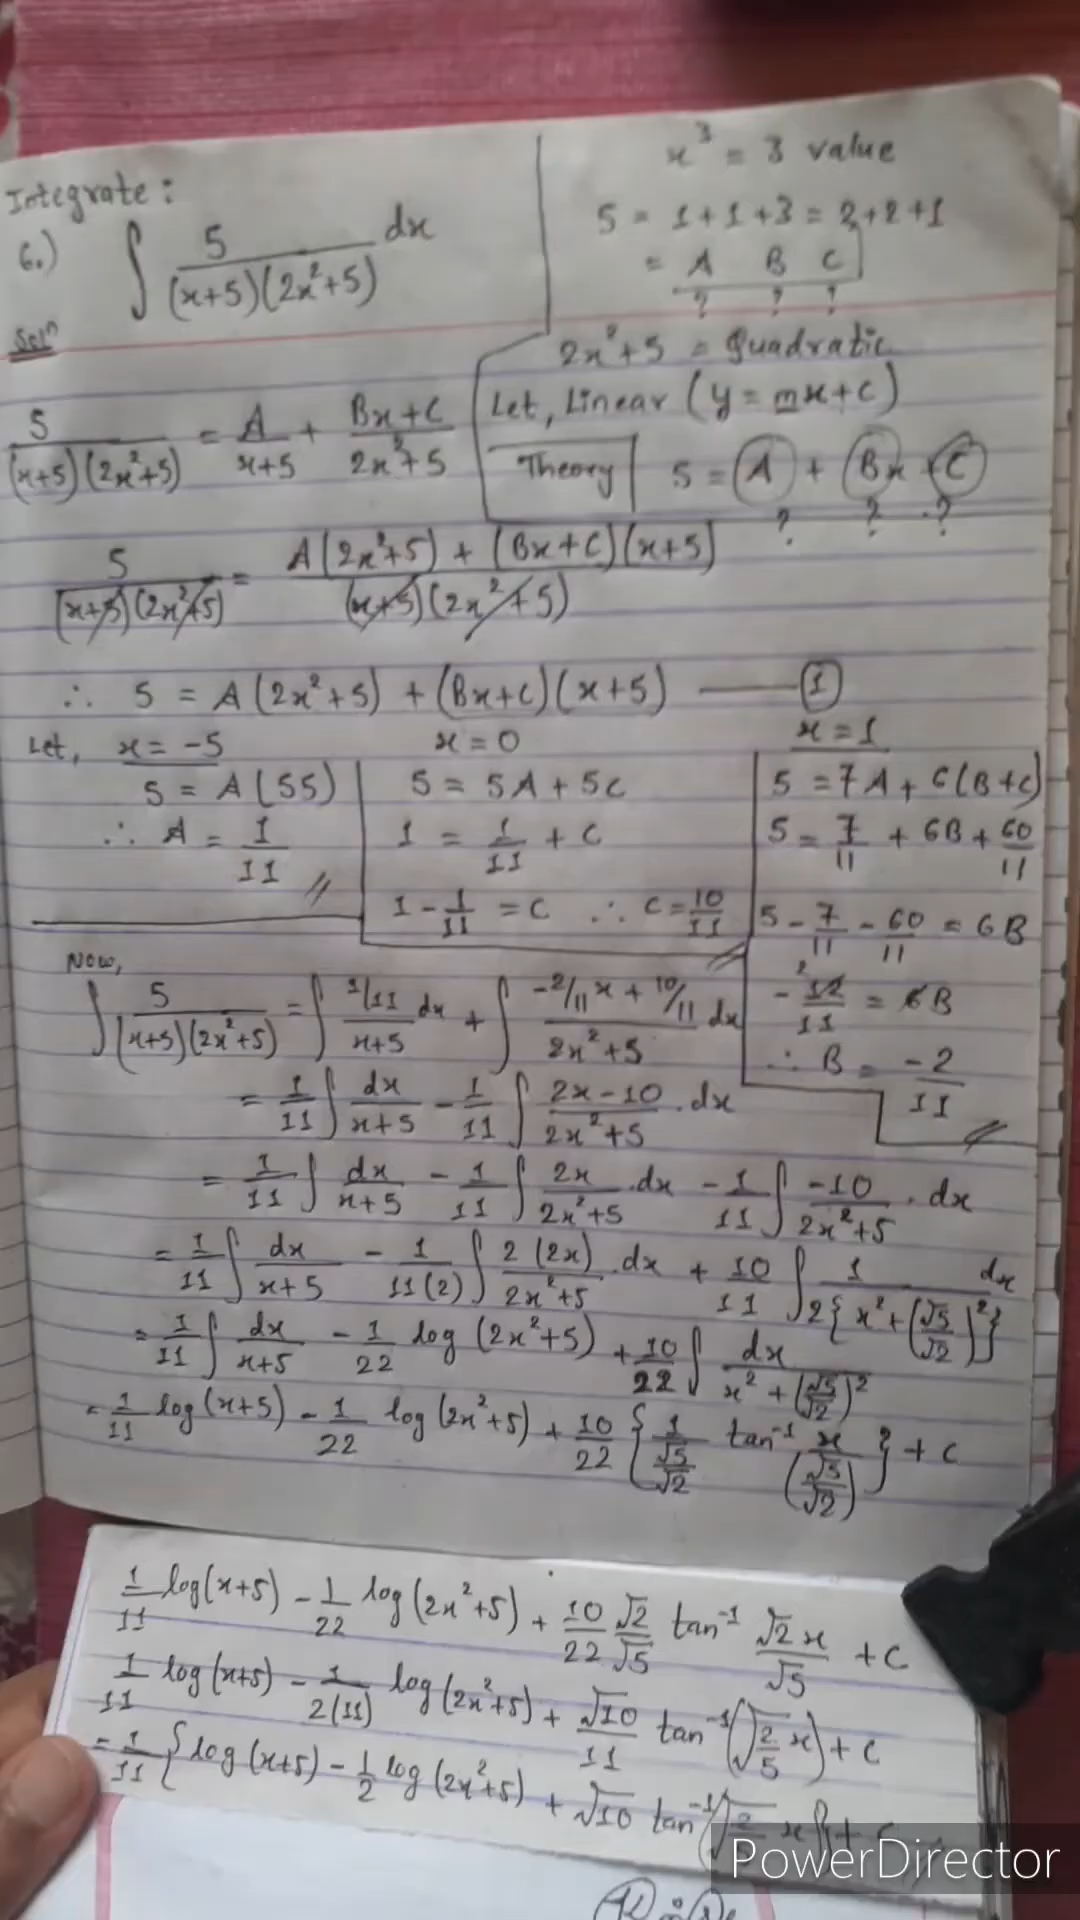 x³ = 3 value
5 = 1+1+3 = 2+2+1
= A B C
? ? ?
Integrate:
6.) ∫ 5/((x+5)(2x²+5)) dx
Solⁿ
2x²+5 = Quadratic
Let, Linear (y = mx+c)
Theory 5 = A + Bx + C
? ? ?
5/((x+5)(2x²+5)) = A/(x+5) + (Bx+C)/(2x²+5)
5/((x+5)(2x²+5)) = (A(2x²+5) + (Bx+C)(x+5))/((x+5)(2x²+5))
∴ 5 = A(2x²+5) + (Bx+C)(x+5) —— 1
Let, x = -5
5 = A(55)
∴ A = 1/11
x = 0
5 = 5A + 5C
1 = 1/11 + C
1 - 1/11 = C ∴ C = 10/11
x = 1
5 = 7A + 6(B+C)
5 = 7/11 + 6B + 60/11
5 - 7/11 - 60/11 = 6B
2
-12/11 = 6B
∴ B = -2/11
Now,
∫ 5/((x+5)(2x²+5)) = ∫ (1/11)/(x+5) dx + ∫ (-2/11 x + 10/11)/(2x²+5) dx
= 1/11 ∫ dx/(x+5) - 1/11 ∫ (2x-10)/(2x²+5) . dx
= 1/11 ∫ dx/(x+5) - 1/11 ∫ 2x/(2x²+5) . dx - 1/11 ∫ -10/(2x²+5) . dx
= 1/11 ∫ dx/(x+5) - 1/11(2) ∫ 2(2x)/(2x²+5) . dx + 10/11 ∫ 1/(2{x²+(√5/√2)²}) dx
= 1/11 ∫ dx/(x+5) - 1/22 log(2x²+5) + 10/22 ∫ dx/(x²+(√5/√2)²)
= 1/11 log(x+5) - 1/22 log(2x²+5) + 10/22 {1/(√5/√2) tan⁻¹ x/(√5/√2)} + C
1/11 log(x+5) - 1/22 log(2x²+5) + 10/22 √2/√5 tan⁻¹ √2x/√5 + C
1/11 log(x+5) - 1/2(11) log(2x²+5) + √10/11 tan⁻¹(√(2/5) x) + C
= 1/11 {log(x+5) - 1/2 log(2x²+5) + √10 tan⁻¹(√2 x)} + C
PowerDirector